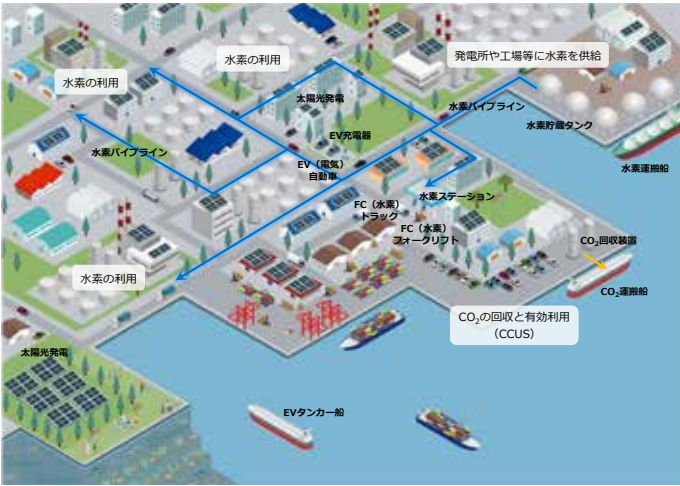 水素の利用
発電所や工場等に水素を供給
水素の利用
太陽光発電
水素パイプライン
水素貯蔵タンク
EV充電器
水素パイプライン
EV（電気）
自動車
水素運搬船
水素ステーション
FC（水素）
トラック
FC（水素）
フォークリフト
CO₂回収装置
水素の利用
CO₂運搬船
CO₂の回収と有効利用
（CCUS）
太陽光発電
EVタンカー船